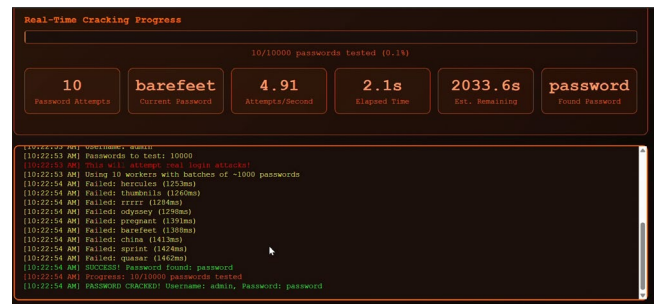 Real-Time Cracking Progress
10/10000 passwords tested (0.1%)
10
Password Attempts
barefeet
Current Password
4.91
Attempts/Second
2.1s
Elapsed Time
2033.6s
Est. Remaining
password
Found Password
[10:22:53 AM] Username: admin
[10:22:53 AM] Passwords to test: 10000
[10:22:53 AM] This will attempt real login attacks!
[10:22:53 AM] Using 10 workers with batches of ~1000 passwords
[10:22:54 AM] Failed: hercules (1253ms)
[10:22:54 AM] Failed: thumbnils (1260ms)
[10:22:54 AM] Failed: rrrrr (1284ms)
[10:22:54 AM] Failed: odyssey (1298ms)
[10:22:54 AM] Failed: pregnant (1391ms)
[10:22:54 AM] Failed: barefeet (1388ms)
[10:22:54 AM] Failed: china (1413ms)
[10:22:54 AM] Failed: sprint (1424ms)
[10:22:54 AM] Failed: quasar (1462ms)
[10:22:54 AM] SUCCESS! Password found: password
[10:22:54 AM] Progress: 10/10000 passwords tested
[10:22:54 AM] PASSWORD CRACKED! Username: admin, Password: password